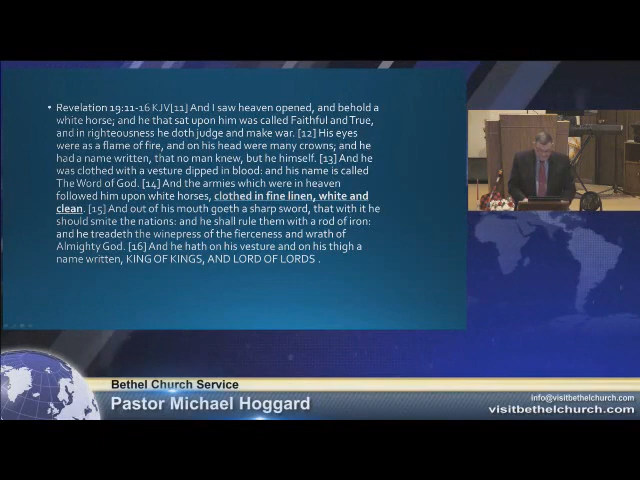 • Revelation 19:11-16 KJV[11] And I saw heaven opened, and behold a
white horse; and he that sat upon him was called Faithful and True,
and in righteousness he doth judge and make war. [12] His eyes
were as a flame of fire, and on his head were many crowns; and he
had a name written, that no man knew, but he himself. [13] And he
was clothed with a vesture dipped in blood: and his name is called
The Word of God. [14] And the armies which were in heaven
followed him upon white horses, clothed in fine linen, white and
clean. [15] And out of his mouth goeth a sharp sword, that with it he
should smite the nations: and he shall rule them with a rod of iron:
and he treadeth the winepress of the fierceness and wrath of
Almighty God. [16] And he hath on his vesture and on his thigh a
name written, KING OF KINGS, AND LORD OF LORDS .
Bethel Church Service
Pastor Michael Hoggard
Info@visitbethelchurch.com
visitbethelchurch.com